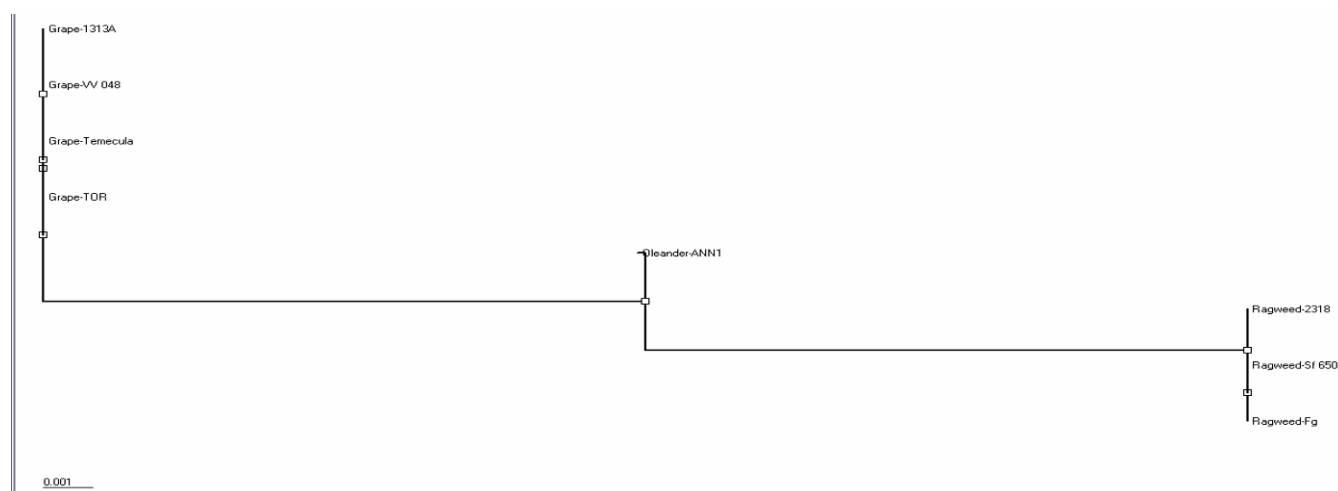 Grape-1313A
Grape-VV 048
Grape-Temecula
Grape-TOR
Oleander-ANN1
Ragweed-2318
Ragweed-Sf 650
Ragweed-Fg
0.001